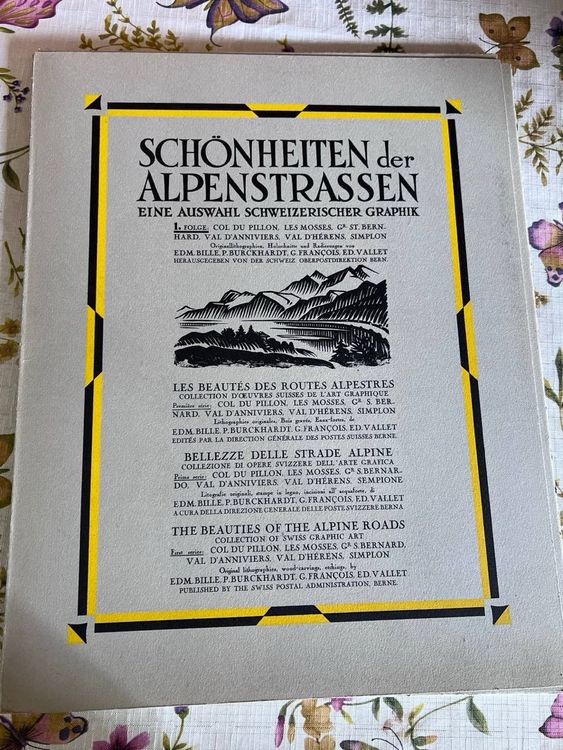 SCHÖNHEITEN der
ALPENSTRASSEN
EINE AUSWAHL SCHWEIZERISCHER GRAPHIK
1. FOLGE: COL DU PILLON, LES MOSSES, GR. ST. BERN-
HARD, VAL D'ANNIVIERS, VAL D'HÉRENS, SIMPLON
Originallithographien, Holzschnitte und Radierungen von
EDM. BILLE, P. BURCKHARDT, G. FRANÇOIS, ED. VALLET
HERAUSGEGEBEN VON DER SCHWEIZ. OBERPOSTDIREKTION BERN.
LES BEAUTÉS DES ROUTES ALPESTRES
COLLECTION D'ŒUVRES SUISSES DE L'ART GRAPHIQUE
Première série: COL DU PILLON, LES MOSSES, GR. S. BER-
NARD, VAL D'ANNIVIERS, VAL D'HÉRENS, SIMPLON
Lithographies originales, Bois gravés, Eaux-fortes, de
EDM. BILLE, P. BURCKHARDT, G. FRANÇOIS, ED. VALLET
EDITÉS PAR LA DIRECTION GÉNÉRALE DES POSTES SUISSES BERNE.
BELLEZZE DELLE STRADE ALPINE
COLLEZIONE DI OPERE SVIZZERE DELL'ARTE GRAFICA
Prima serie: COL DU PILLON, LES MOSSES, GR. S. BERNAR-
DO, VAL D'ANNIVIERS, VAL D'HÉRENS, SEMPIONE
Litografie originali, stampe in legno, incisioni all'acquaforte, di
EDM. BILLE, P. BURCKHARDT, G. FRANÇOIS, ED. VALLET
A CURA DELLA DIREZIONE GENERALE DELLE POSTE SVIZZERE BERNA
THE BEAUTIES OF THE ALPINE ROADS
COLLECTION OF SWISS GRAPHIC ART
First series: COL DU PILLON, LES MOSSES, GR. S. BERNARD,
VAL D'ANNIVIERS, VAL D'HÉRENS, SIMPLON
Original lithographies, wood-carvings, etchings, by
EDM. BILLE, P. BURCKHARDT, G. FRANÇOIS, ED. VALLET
PUBLISHED BY THE SWISS POSTAL ADMINISTRATION, BERNE.